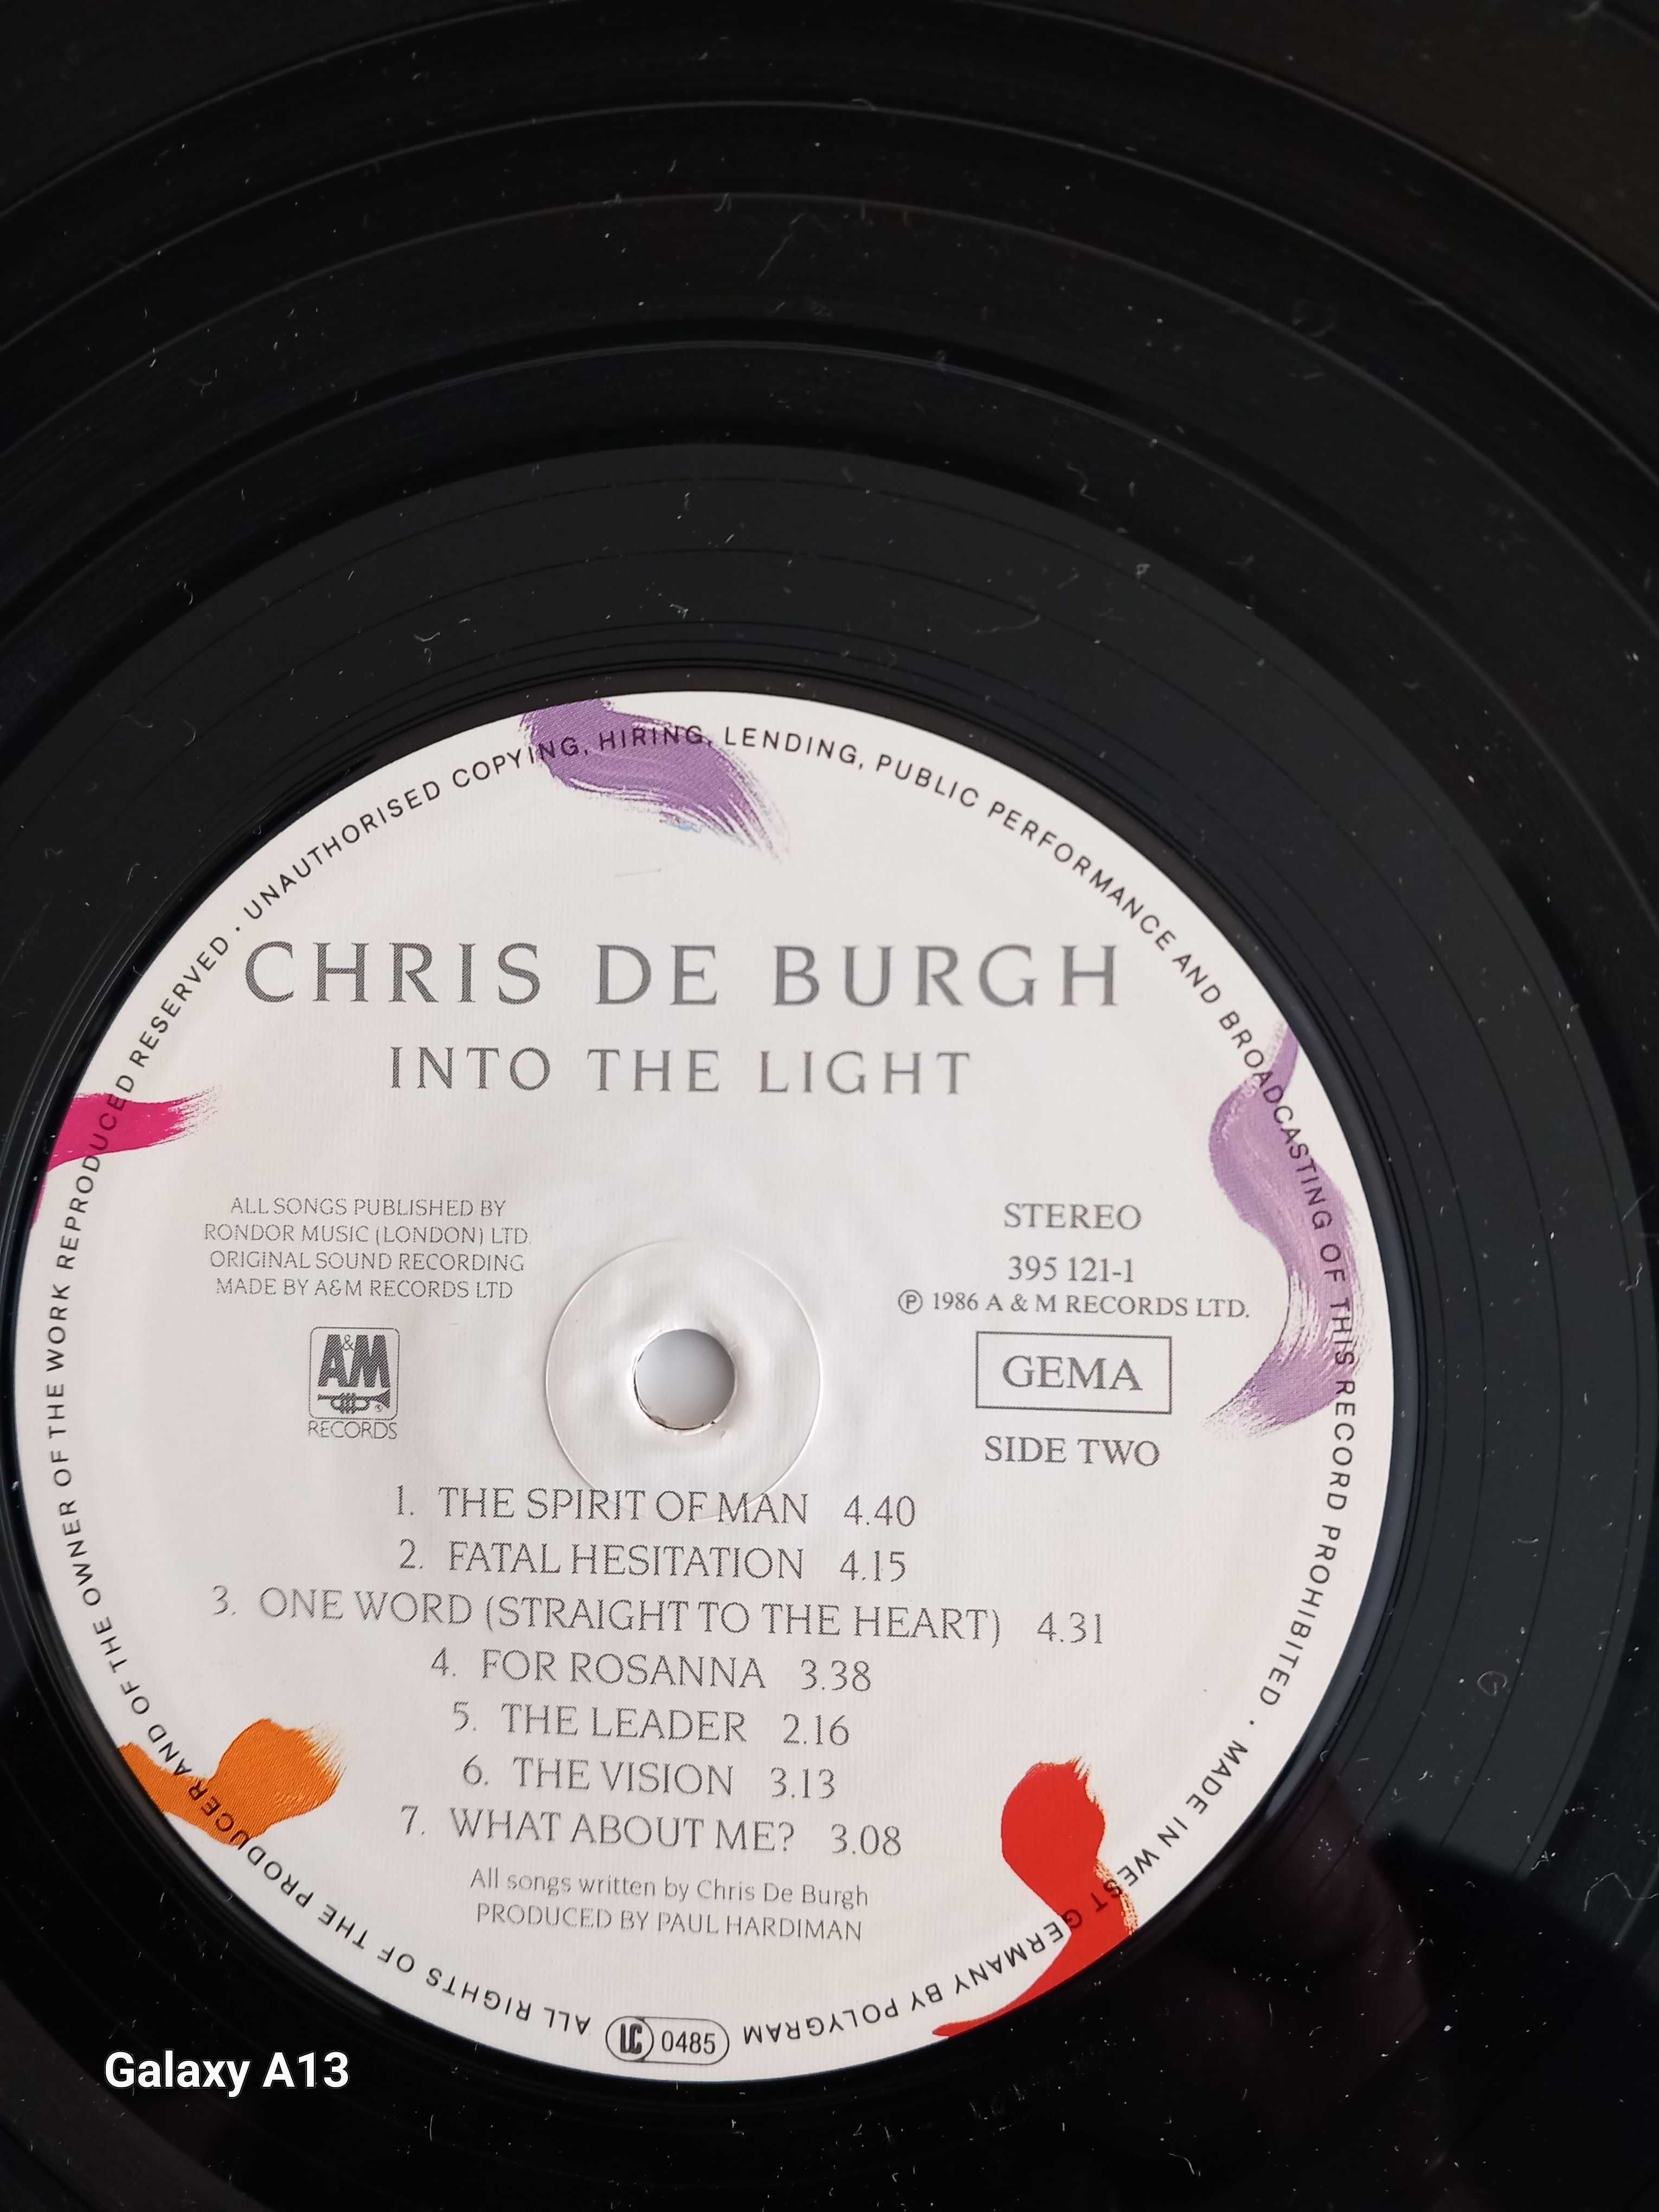 ALL RIGHTS OF THE PRODUCER AND OF THE OWNER OF THE WORK REPRODUCED RESERVED · UNAUTHORISED COPYING, HIRING, LENDING, PUBLIC PERFORMANCE AND BROADCASTING OF THIS RECORD PROHIBITED · MADE IN WEST GERMANY BY POLYGRAM
CHRIS DE BURGH
INTO THE LIGHT
ALL SONGS PUBLISHED BY
RONDOR MUSIC (LONDON) LTD.
ORIGINAL SOUND RECORDING
MADE BY A&M RECORDS LTD
A&M
RECORDS
STEREO
395 121-1
℗ 1986 A & M RECORDS LTD.
GEMA
SIDE TWO
1. THE SPIRIT OF MAN 4.40
2. FATAL HESITATION 4.15
3. ONE WORD (STRAIGHT TO THE HEART) 4.31
4. FOR ROSANNA 3.38
5. THE LEADER 2.16
6. THE VISION 3.13
7. WHAT ABOUT ME? 3.08
All songs written by Chris De Burgh
PRODUCED BY PAUL HARDIMAN
LC 0485
Galaxy A13